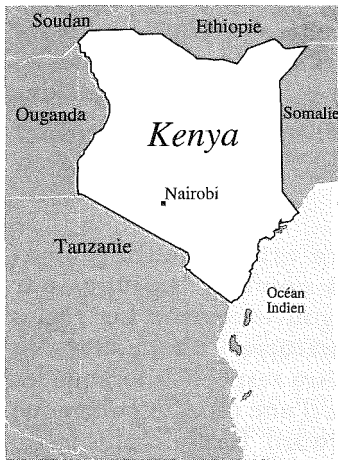 Soudan
Ethiopie
Ouganda
Somalie
Kenya
Nairobi
Tanzanie
Océan
Indien